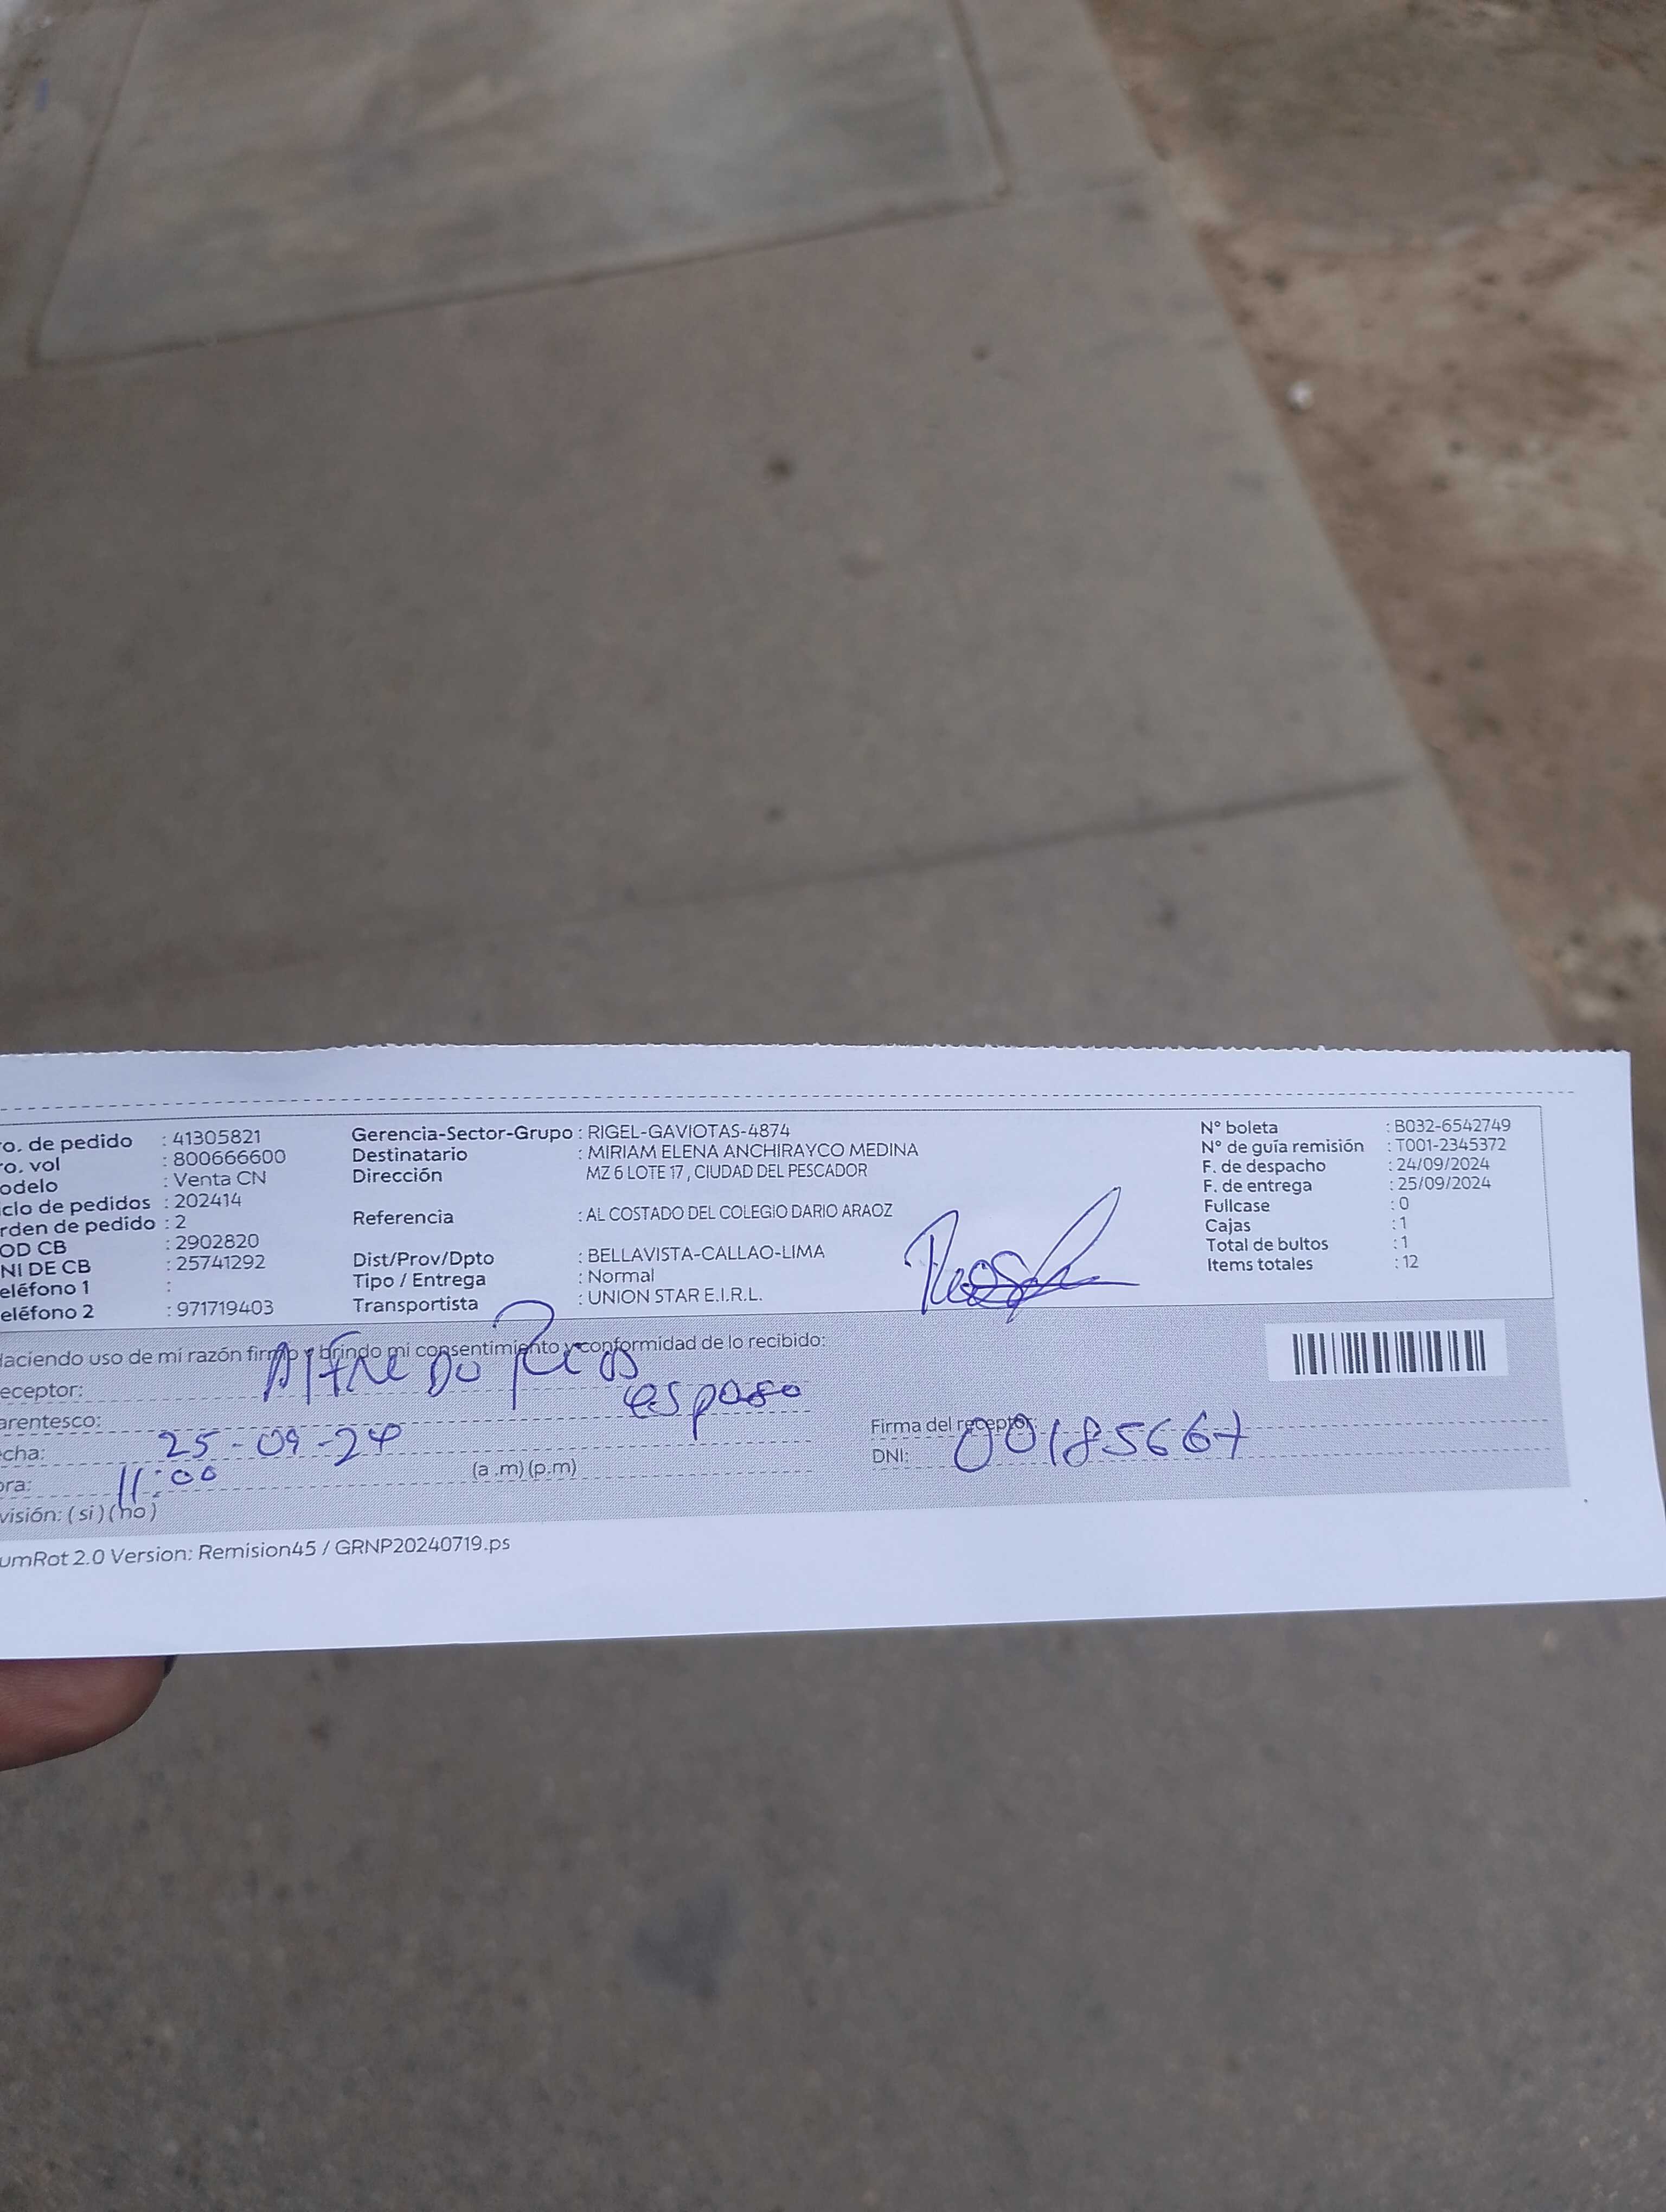 o. de pedido : 41305821
o. vol : 800666600
odelo : Venta CN
clo de pedidos : 202414
rden de pedido : 2
OD CB : 2902820
NI DE CB : 25741292
eléfono 1 :
eléfono 2 : 971719403
Gerencia-Sector-Grupo : RIGEL-GAVIOTAS-4874
Destinatario : MIRIAM ELENA ANCHIRAYCO MEDINA
Dirección MZ 6 LOTE 17 , CIUDAD DEL PESCADOR
Referencia : AL COSTADO DEL COLEGIO DARIO ARAOZ
Dist/Prov/Dpto : BELLAVISTA-CALLAO-LIMA
Tipo / Entrega : Normal
Transportista : UNION STAR E.I.R.L.
N° boleta : B032-6542749
N° de guía remisión : T001-2345372
F. de despacho : 24/09/2024
F. de entrega : 25/09/2024
Fullcase : 0
Cajas : 1
Total de bultos : 1
Items totales : 12
aciendo uso de mi razón firmo y brindo mi consentimiento y conformidad de lo recibido:
eceptor: Alfredo
arentesco: esposo
cha: 25-09-24
ora: 11:00 (a .m) (p.m)
visión: ( si ) ( no )
Firma del receptor:
DNI: 00185667
umRot 2.0 Version: Remision45 / GRNP20240719.ps